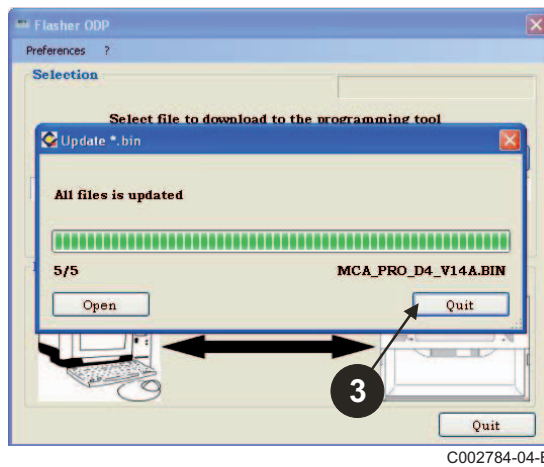 Flasher ODP
Preferences ?
Selection
Select file to download to the programming tool
Update *.bin
All files is updated
5/5 MCA_PRO_D4_V14A.BIN
Open Quit
3
Quit
C002784-04-E